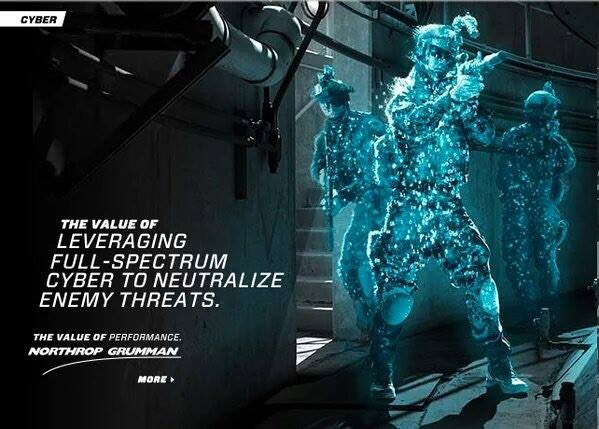 CYBER
THE VALUE OF
LEVERAGING
FULL-SPECTRUM
CYBER TO NEUTRALIZE
ENEMY THREATS.
THE VALUE OF PERFORMANCE.
NORTHROP GRUMMAN
MORE